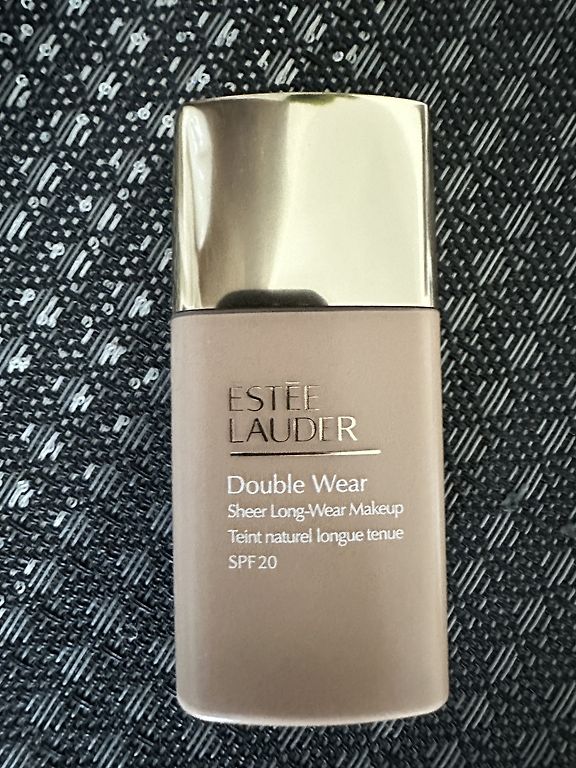 ESTĒE
LAUDER
Double Wear
Sheer Long-Wear Makeup
Teint naturel longue tenue
SPF 20